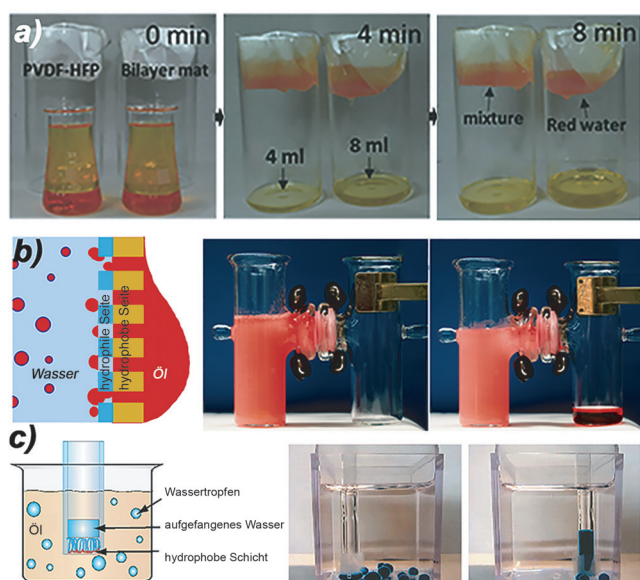 a)
0 min
PVDF-HFP
Bilayer mat
4 min
4 ml
8 ml
8 min
mixture
Red water
b)
Wasser
hydrophile Seite
hydrophobe Seite
Öl
c)
Öl
Wassertropfen
aufgefangenes Wasser
hydrophobe Schicht